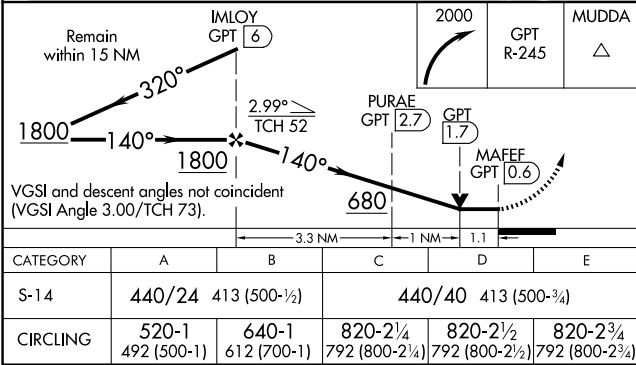 IMLOY
GPT 6
Remain
within 15 NM
2000
GPT
R-245
MUDDA
320°
2.99°
TCH 52
PURAE
GPT 2.7
GPT
1.7
MAFEF
GPT 0.6
1800
140°
1800
140°
680
VGSI and descent angles not coincident
(VGSI Angle 3.00/TCH 73).
3.3 NM
1 NM
1.1
CATEGORY A B C D E
S-14 440/24 413 (500-½) 440/40 413 (500-¾)
CIRCLING 520-1 640-1 820-2¼ 820-2½ 820-2¾
492 (500-1) 612 (700-1) 792 (800-2¼) 792 (800-2½) 792 (800-2¾)